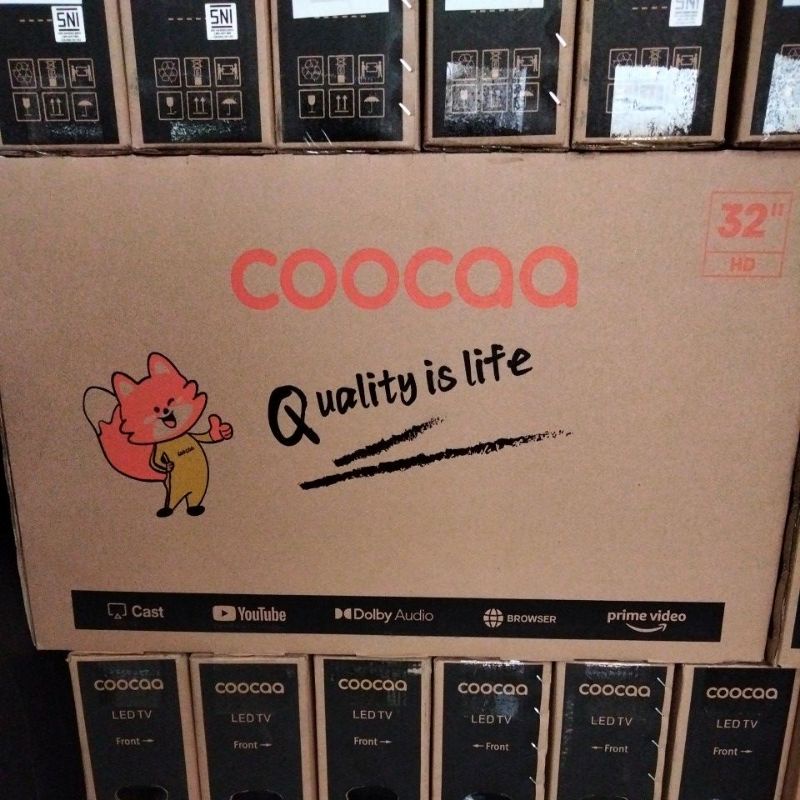 SNI
SNI
SNI
coocaa
32"
HD
Quality is life
coocaa
Cast
YouTube
Dolby Audio
BROWSER
prime video
coocaa
LED TV
Front →
coocaa
LED TV
Front →
coocaa
LED TV
Front →
coocaa
LED TV
← Front
coocaa
LED TV
← Front
coocaa
LED TV
Front →